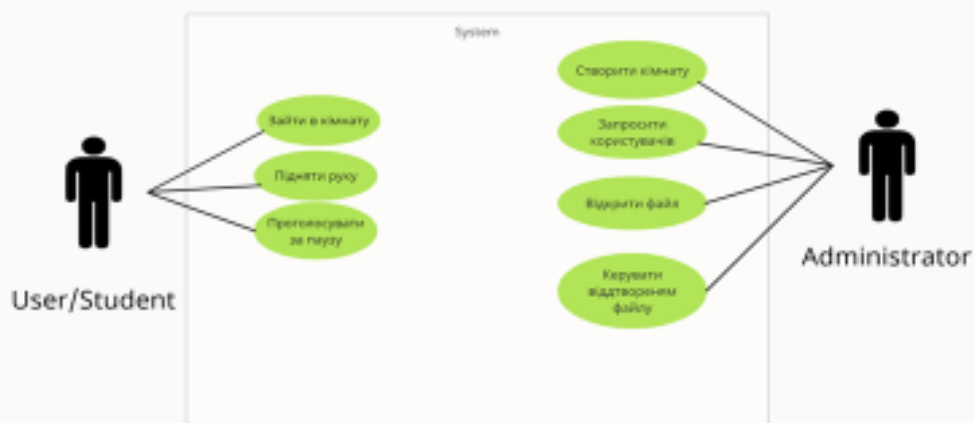 System
Зайти в кімнату
Підняти руку
Проголосувати
за паузу
User/Student
Створити кімнату
Запросити
користувачів
Відкрити файл
Керувати
віддтвореням
файлу
Administrator